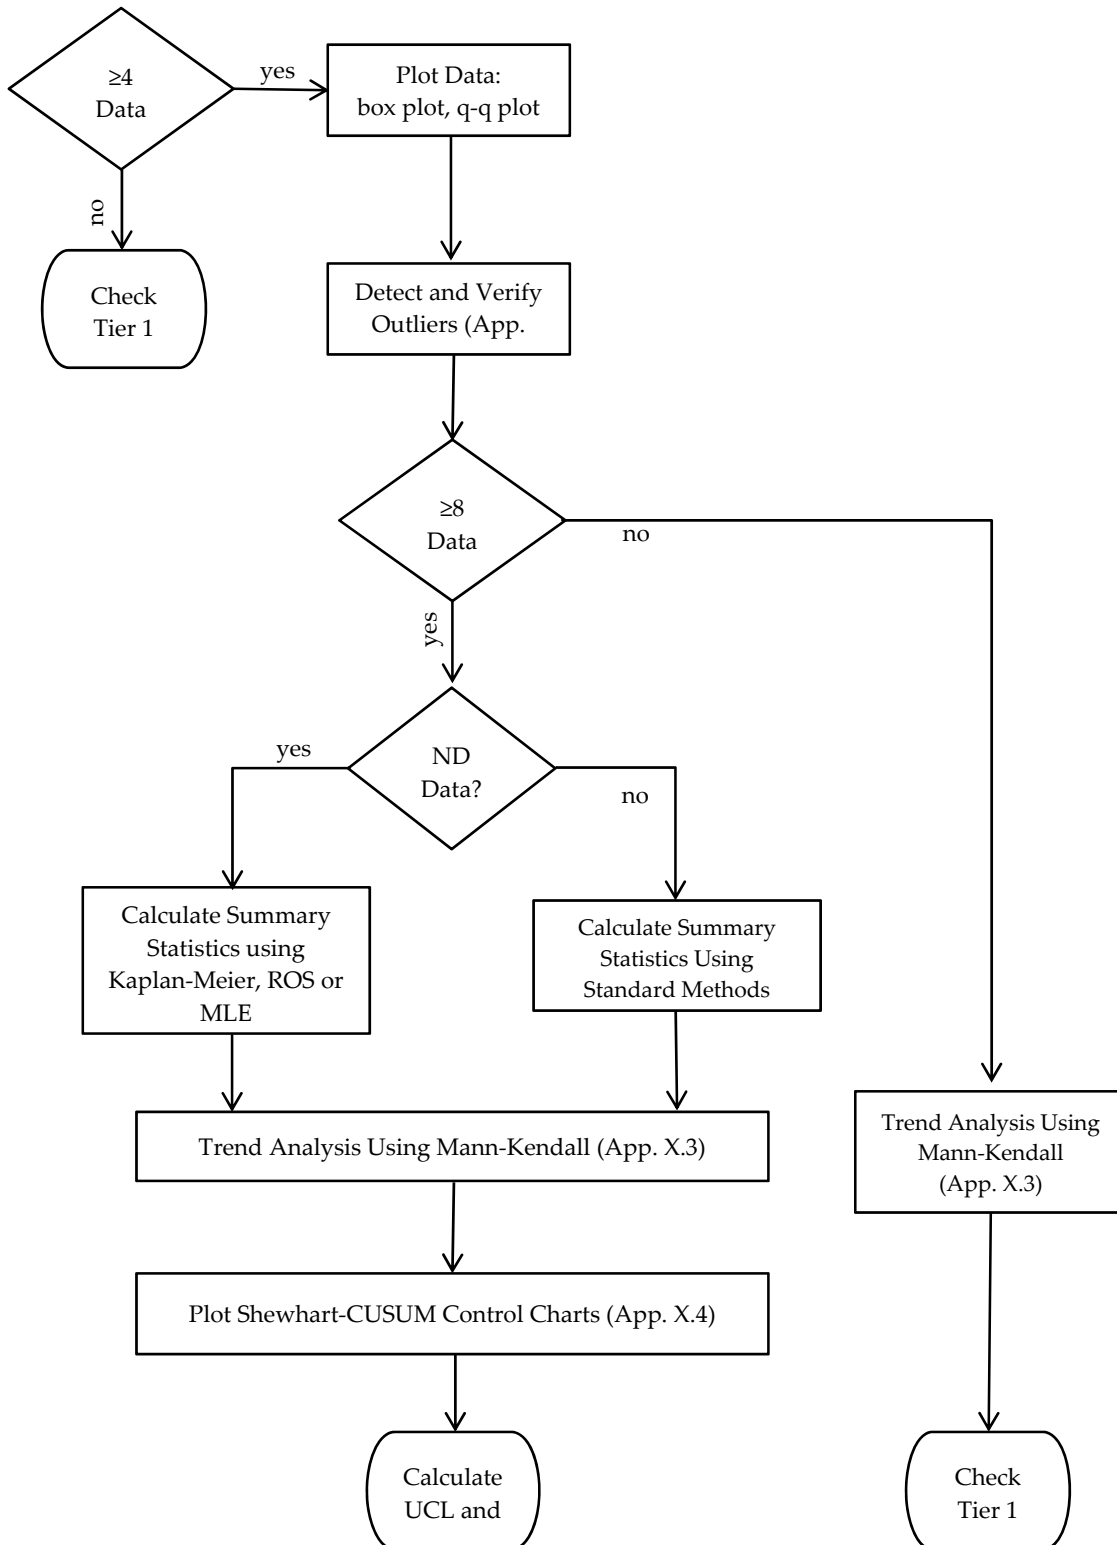 ≥4
Data
yes
Plot Data:
box plot, q-q plot
no
Check
Tier 1
Detect and Verify
Outliers (App.
≥8
Data
no
yes
ND
Data?
yes
no
Calculate Summary
Statistics using
Kaplan-Meier, ROS or
MLE
Calculate Summary
Statistics Using
Standard Methods
Trend Analysis Using Mann-Kendall (App. X.3)
Trend Analysis Using
Mann-Kendall
(App. X.3)
Plot Shewhart-CUSUM Control Charts (App. X.4)
Calculate
UCL and
Check
Tier 1